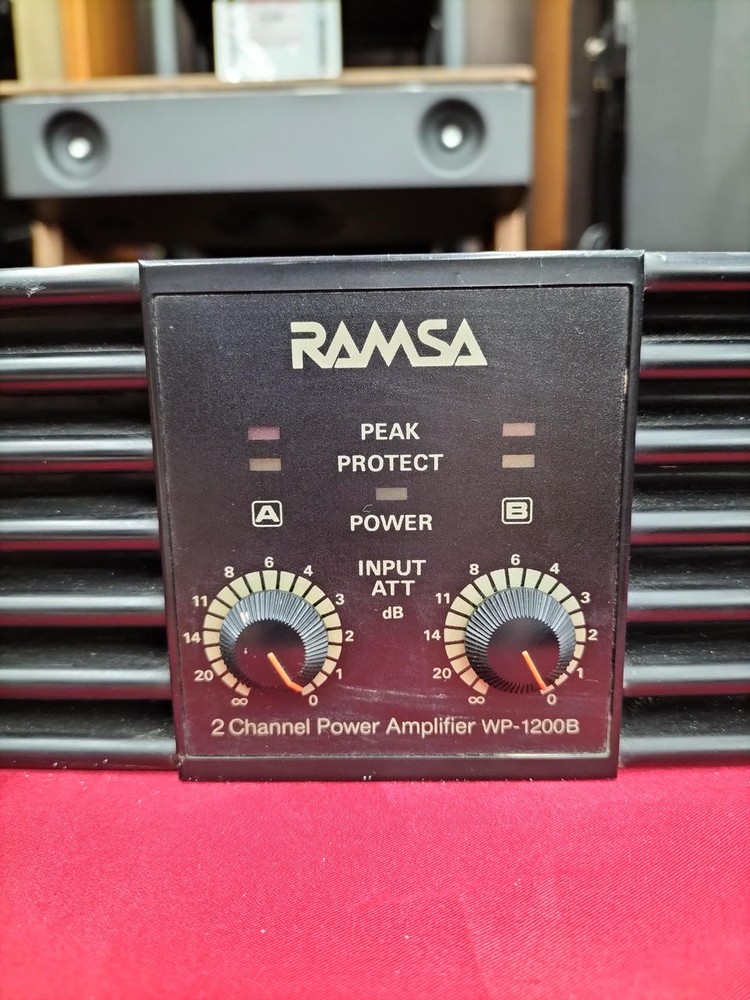 RAMSA
PEAK
PROTECT
A
B
POWER
INPUT
ATT
dB
8 6 4
11 3
14 2
20 1
∞ 0
8 6 4
11 3
14 2
20 1
∞ 0
2 Channel Power Amplifier WP-1200B